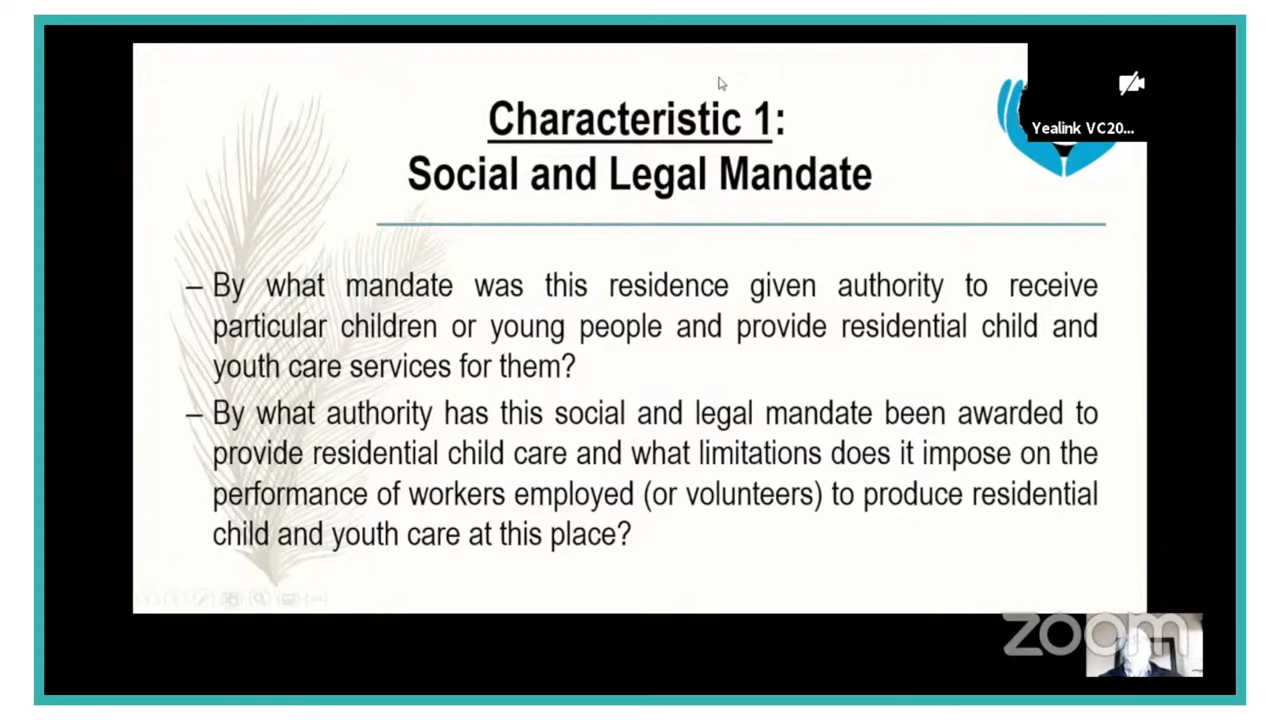 Characteristic 1:
Social and Legal Mandate
Yealink VC20...
– By what mandate was this residence given authority to receive
particular children or young people and provide residential child and
youth care services for them?
– By what authority has this social and legal mandate been awarded to
provide residential child care and what limitations does it impose on the
performance of workers employed (or volunteers) to produce residential
child and youth care at this place?
zoom